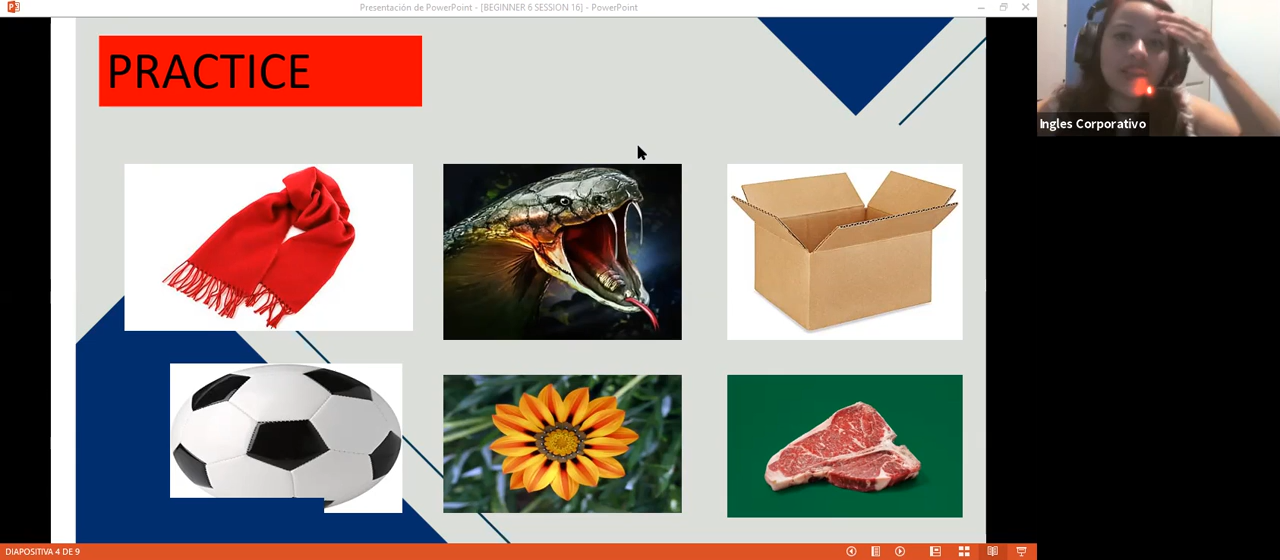 Presentación de PowerPoint - [BEGINNER 6 SESSION 16] - PowerPoint
PRACTICE
Ingles Corporativo
DIAPOSITIVA 4 DE 9